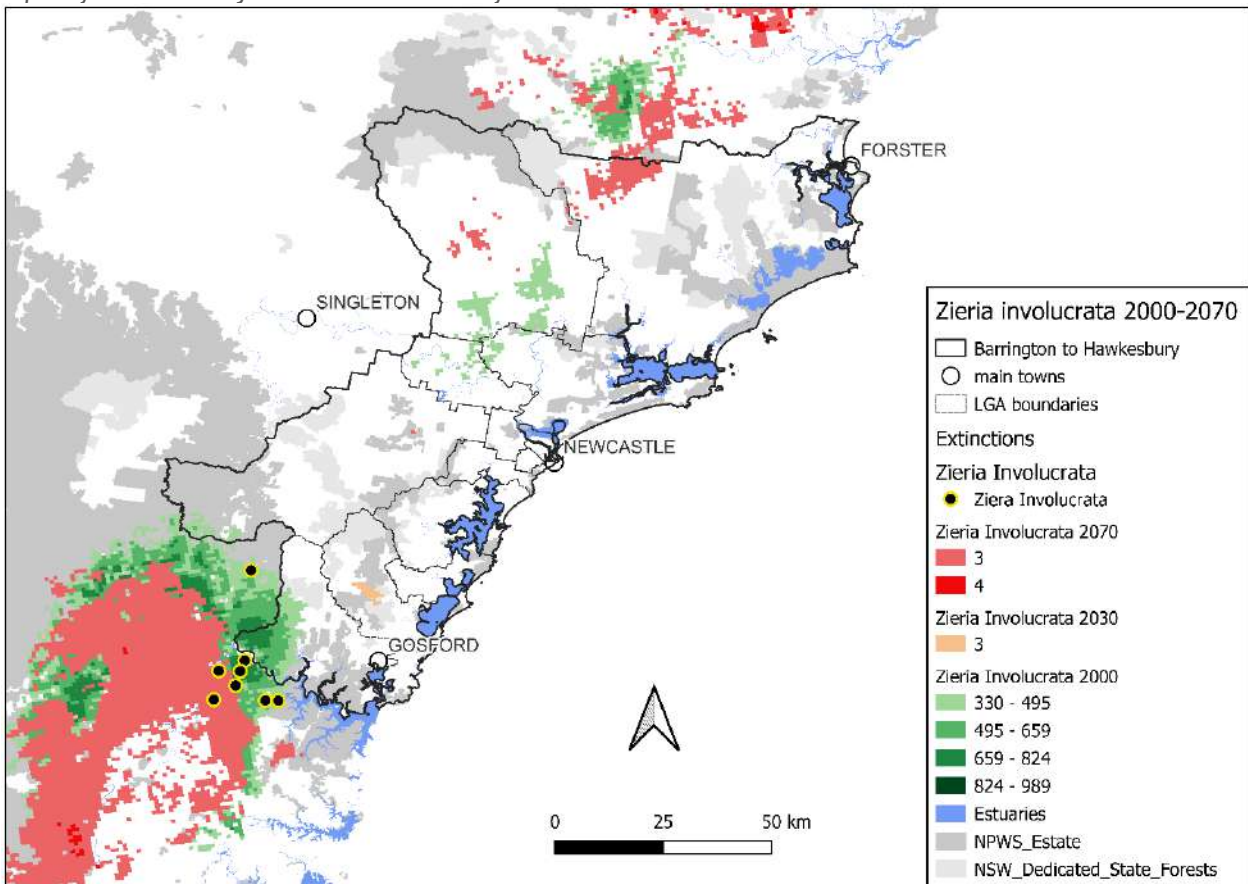 FORSTER
SINGLETON
NEWCASTLE
GOSFORD
0 25 50 km
Zieria involucrata 2000-2070
Barrington to Hawkesbury
main towns
LGA boundaries
Extinctions
Zieria Involucrata
Ziera Involucrata
Zieria Involucrata 2070
3
4
Zieria Involucrata 2030
3
Zieria Involucrata 2000
330 - 495
495 - 659
659 - 824
824 - 989
Estuaries
NPWS_Estate
NSW_Dedicated_State_Forests